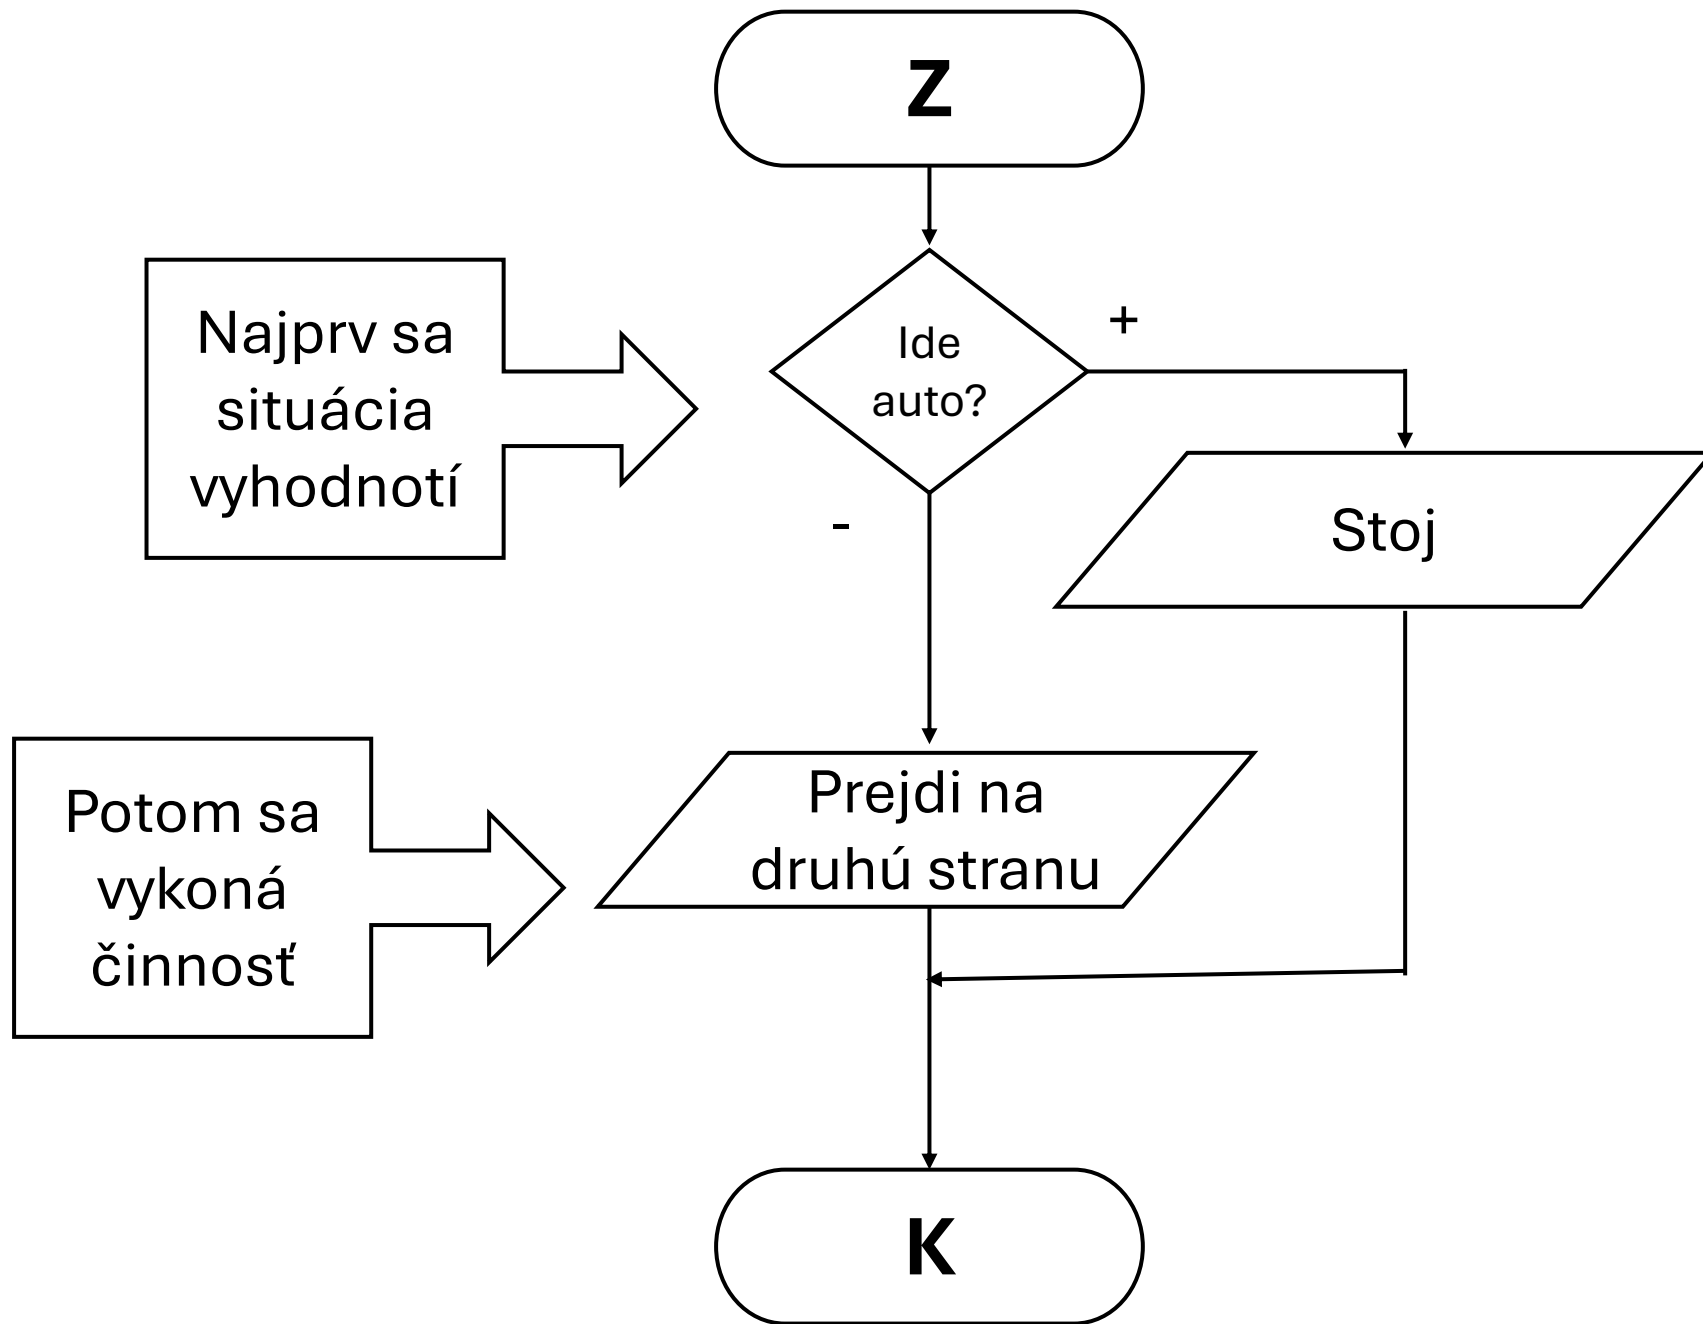 Z
Najprv sa
situácia
vyhodnotí
Ide
auto?
+
-
Stoj
Potom sa
vykoná
činnosť
Prejdi na
druhú stranu
K